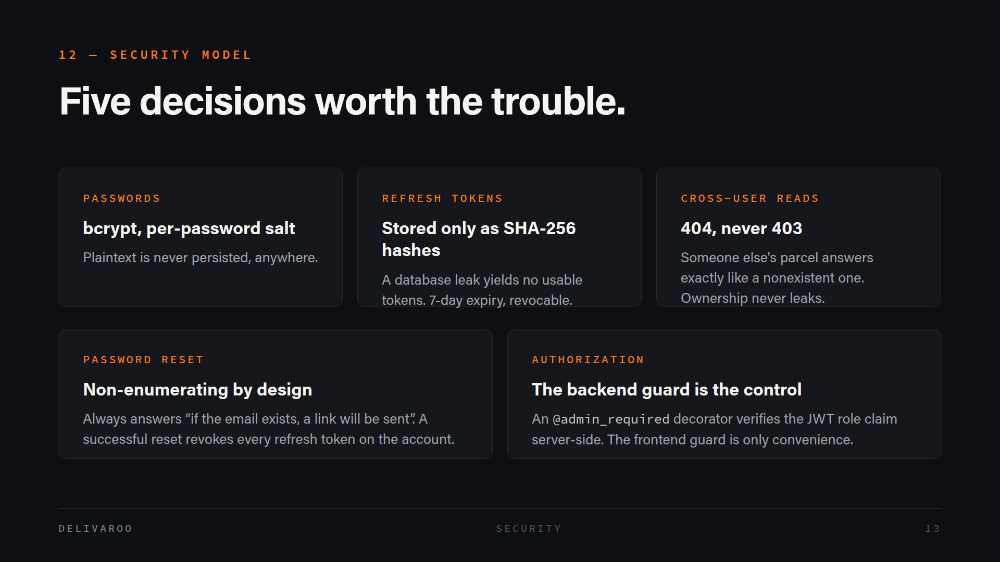 12 — SECURITY MODEL
Five decisions worth the trouble.
PASSWORDS
bcrypt, per-password salt
Plaintext is never persisted, anywhere.
REFRESH TOKENS
Stored only as SHA-256
hashes
A database leak yields no usable
tokens. 7-day expiry, revocable.
CROSS-USER READS
404, never 403
Someone else's parcel answers
exactly like a nonexistent one.
Ownership never leaks.
PASSWORD RESET
Non-enumerating by design
Always answers “if the email exists, a link will be sent”. A
successful reset revokes every refresh token on the account.
AUTHORIZATION
The backend guard is the control
An @admin_required decorator verifies the JWT role claim
server-side. The frontend guard is only convenience.
DELIVAROO
SECURITY
13